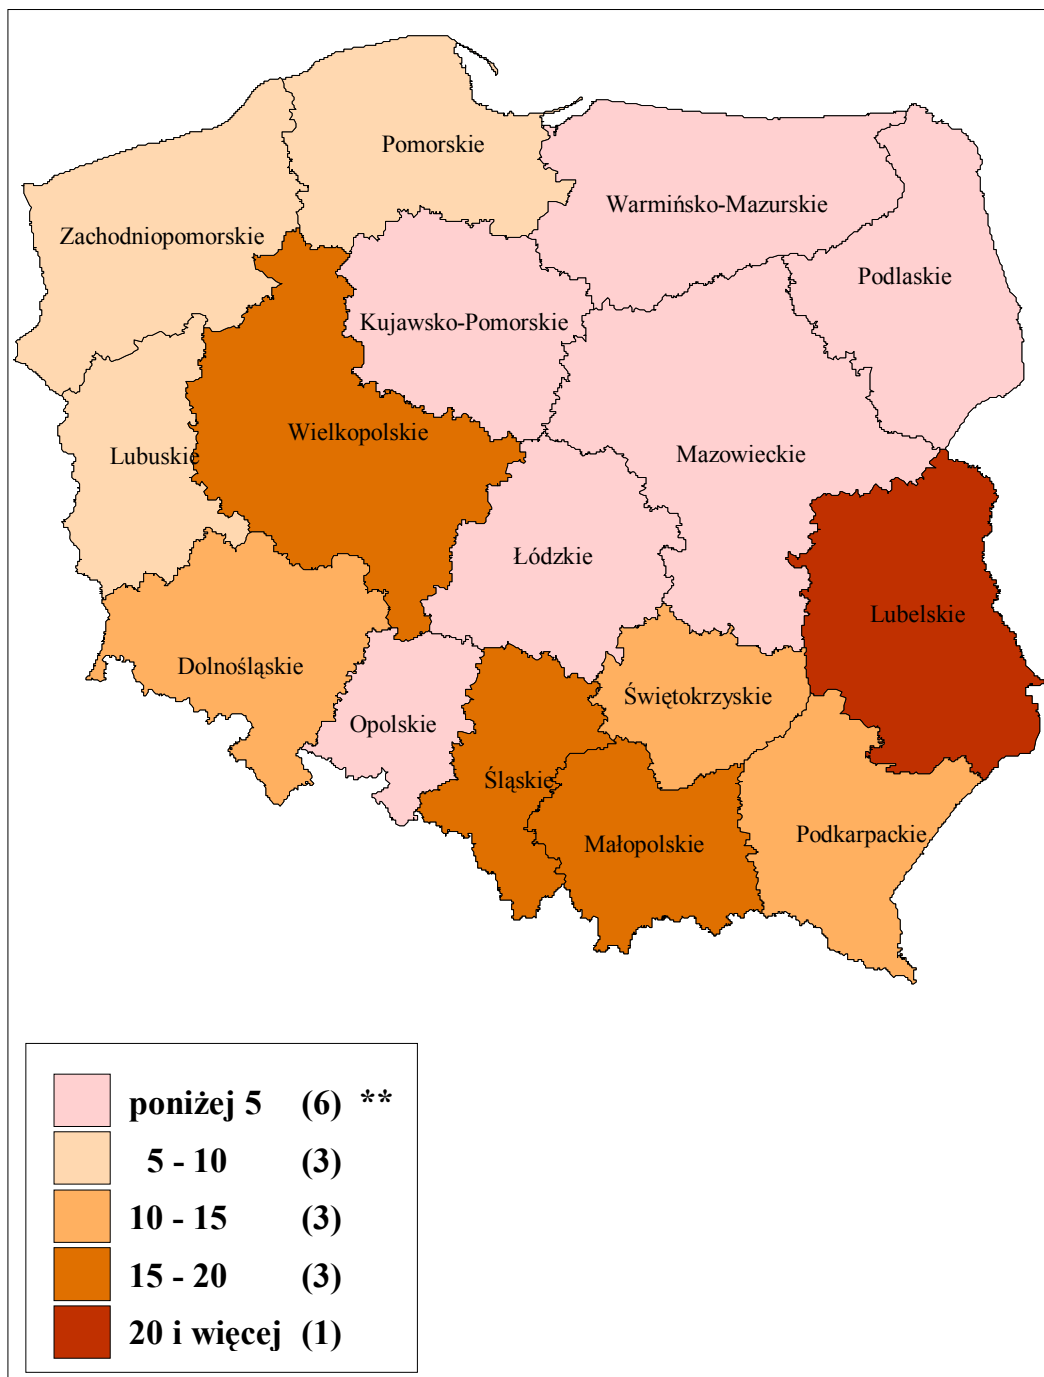 Pomorskie
Warmińsko-Mazurskie
Zachodniopomorskie
Podlaskie
Kujawsko-Pomorskie
Wielkopolskie
Lubuskie
Mazowieckie
Łódzkie
Lubelskie
Dolnośląskie
Świętokrzyskie
Opolskie
Śląskie
Podkarpackie
Małopolskie
poniżej 5 (6) **
5 - 10 (3)
10 - 15 (3)
15 - 20 (3)
20 i więcej (1)